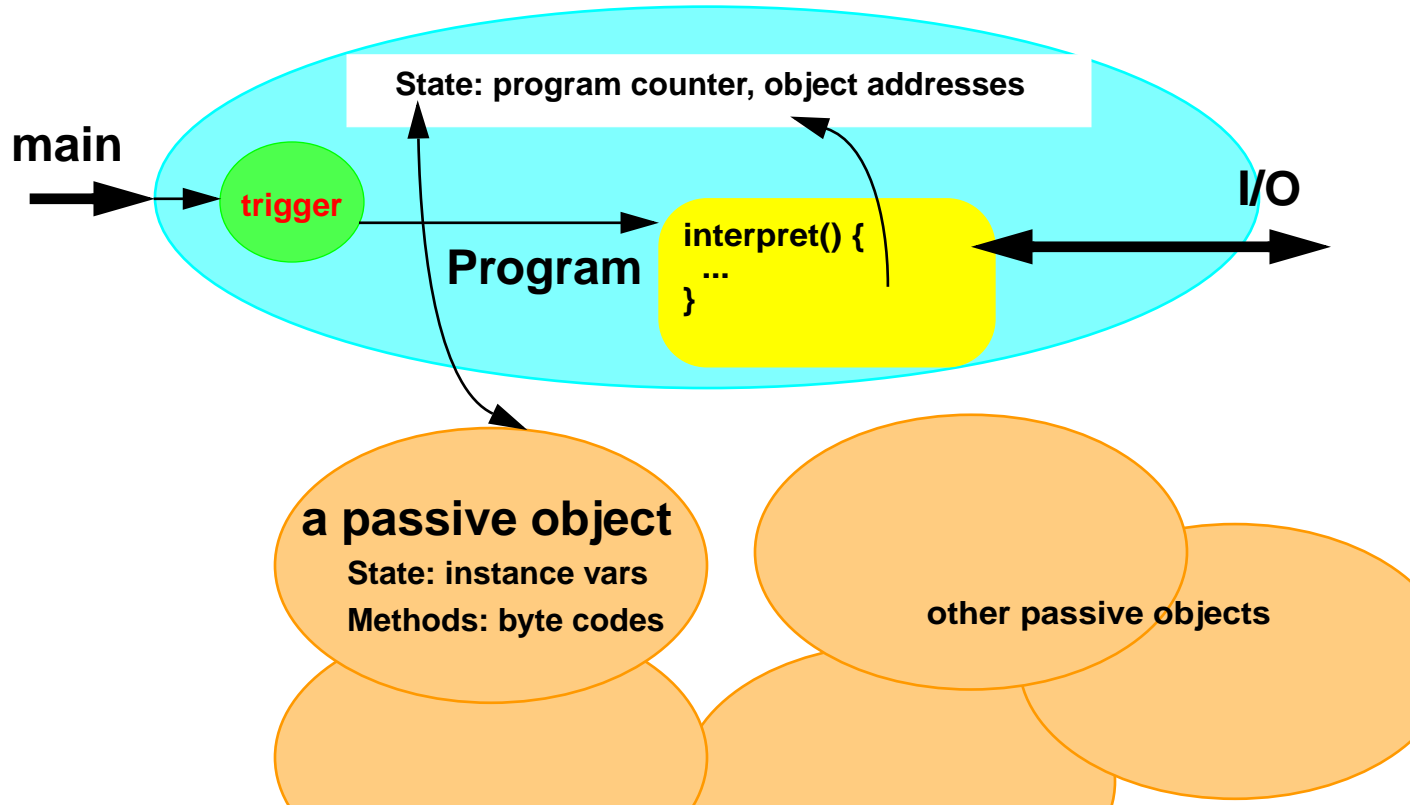 State: program counter, object addresses
main
I/O
trigger
interpret() {
...
}
Program
a passive object
State: instance vars
Methods: byte codes
other passive objects